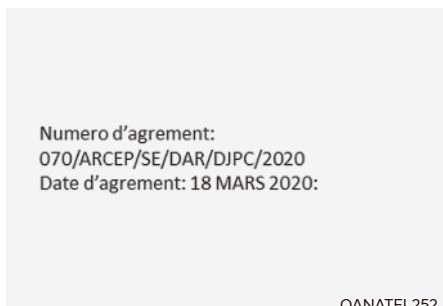 Numero d'agrement:
070/ARCEP/SE/DAR/DJPC/2020
Date d'agrement: 18 MARS 2020: